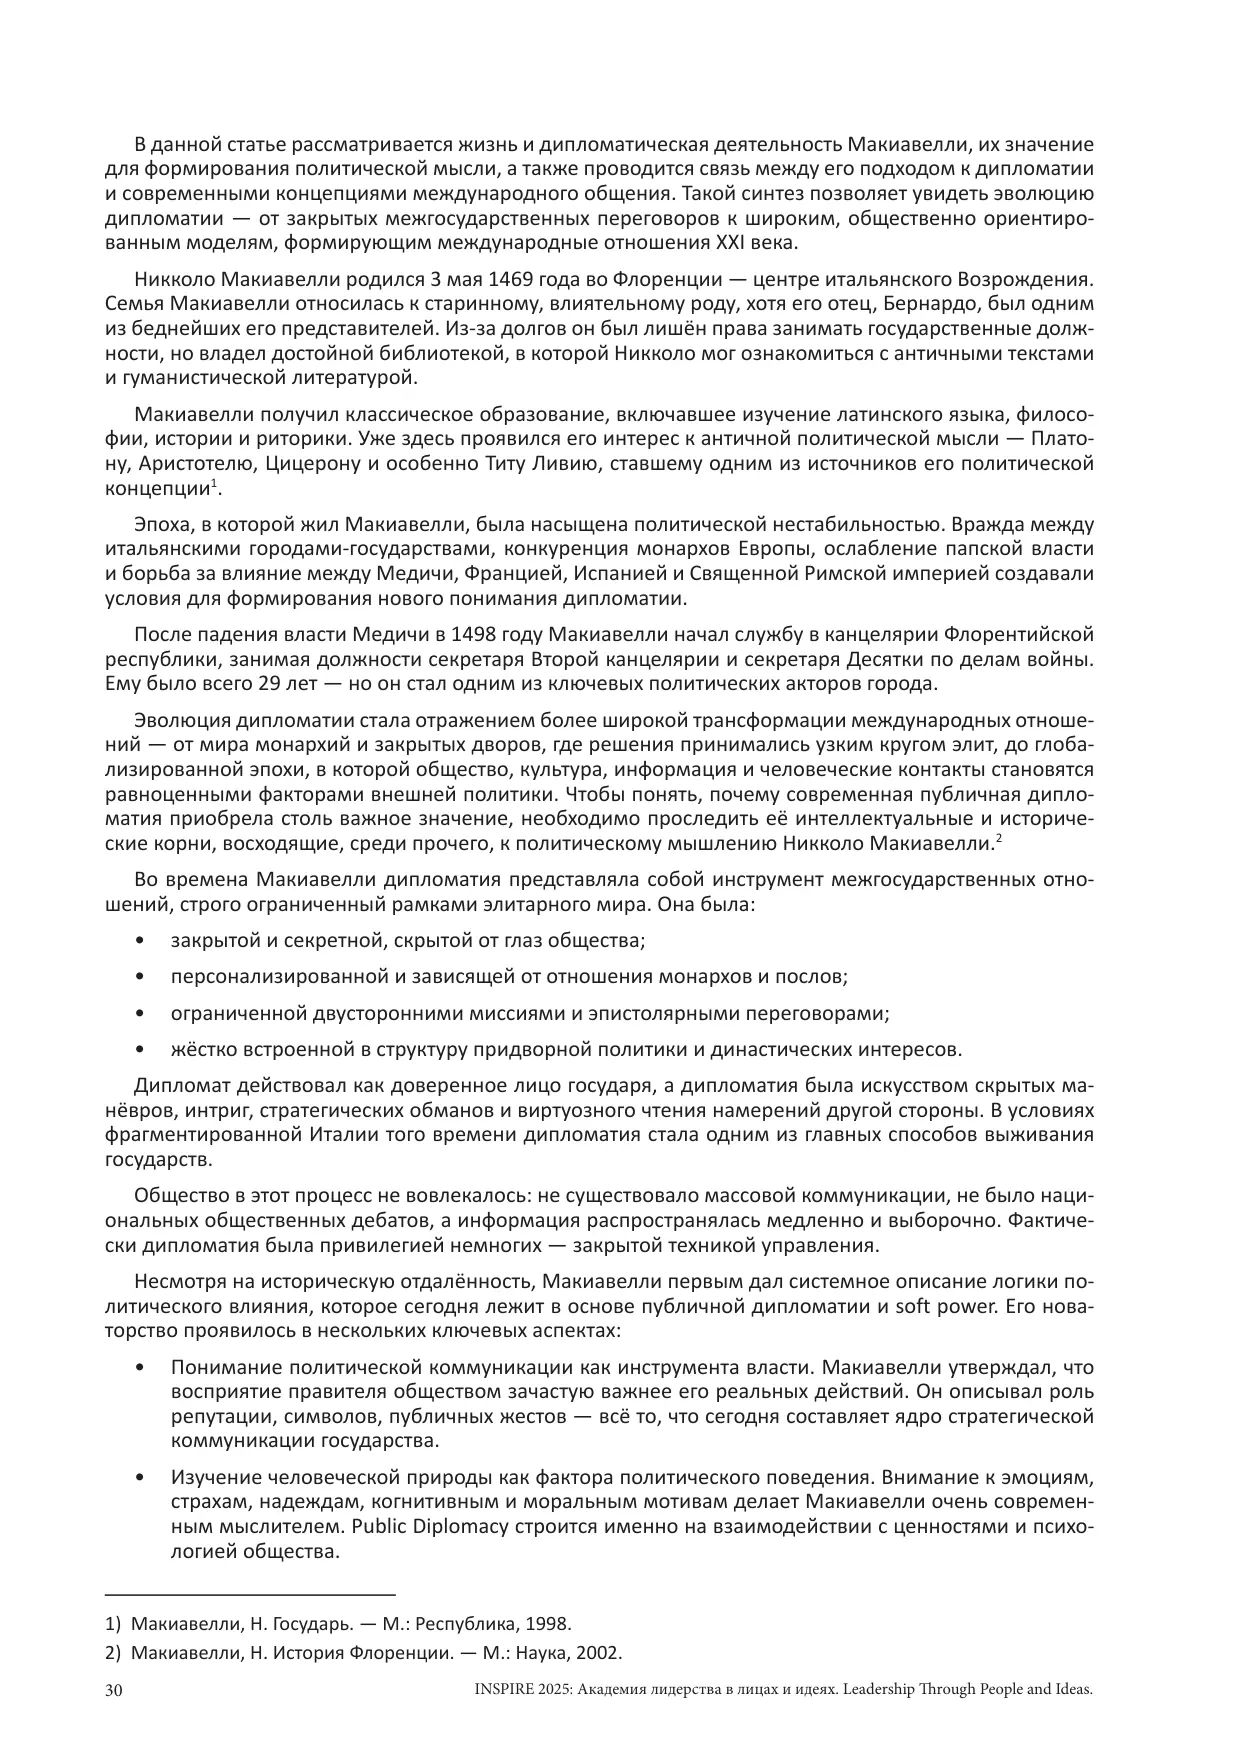 В данной статье рассматривается жизнь и дипломатическая деятельность Макиавелли, их значение
для формирования политической мысли, а также проводится связь между его подходом к дипломатии
и современными концепциями международного общения. Такой синтез позволяет увидеть эволюцию
дипломатии — от закрытых межгосударственных переговоров к широким, общественно ориентиро-
ванным моделям, формирующим международные отношения XXI века.
Никколо Макиавелли родился 3 мая 1469 года во Флоренции — центре итальянского Возрождения.
Семья Макиавелли относилась к старинному, влиятельному роду, хотя его отец, Бернардо, был одним
из беднейших его представителей. Из-за долгов он был лишён права занимать государственные долж-
ности, но владел достойной библиотекой, в которой Никколо мог ознакомиться с античными текстами
и гуманистической литературой.
Макиавелли получил классическое образование, включавшее изучение латинского языка, филосо-
фии, истории и риторики. Уже здесь проявился его интерес к античной политической мысли — Плато-
ну, Аристотелю, Цицерону и особенно Титу Ливию, ставшему одним из источников его политической
концепции1.
Эпоха, в которой жил Макиавелли, была насыщена политической нестабильностью. Вражда между
итальянскими городами-государствами, конкуренция монархов Европы, ослабление папской власти
и борьба за влияние между Медичи, Францией, Испанией и Священной Римской империей создавали
условия для формирования нового понимания дипломатии.
После падения власти Медичи в 1498 году Макиавелли начал службу в канцелярии Флорентийской
республики, занимая должности секретаря Второй канцелярии и секретаря Десятки по делам войны.
Ему было всего 29 лет — но он стал одним из ключевых политических акторов города.
Эволюция дипломатии стала отражением более широкой трансформации международных отноше-
ний — от мира монархий и закрытых дворов, где решения принимались узким кругом элит, до глоба-
лизированной эпохи, в которой общество, культура, информация и человеческие контакты становятся
равноценными факторами внешней политики. Чтобы понять, почему современная публичная дипло-
матия приобрела столь важное значение, необходимо проследить её интеллектуальные и историче-
ские корни, восходящие, среди прочего, к политическому мышлению Никколо Макиавелли.2
Во времена Макиавелли дипломатия представляла собой инструмент межгосударственных отно-
шений, строго ограниченный рамками элитарного мира. Она была:
• закрытой и секретной, скрытой от глаз общества;
• персонализированной и зависящей от отношения монархов и послов;
• ограниченной двусторонними миссиями и эпистолярными переговорами;
• жёстко встроенной в структуру придворной политики и династических интересов.
Дипломат действовал как доверенное лицо государя, а дипломатия была искусством скрытых ма-
нёвров, интриг, стратегических обманов и виртуозного чтения намерений другой стороны. В условиях
фрагментированной Италии того времени дипломатия стала одним из главных способов выживания
государств.
Общество в этот процесс не вовлекалось: не существовало массовой коммуникации, не было наци-
ональных общественных дебатов, а информация распространялась медленно и выборочно. Фактиче-
ски дипломатия была привилегией немногих — закрытой техникой управления.
Несмотря на историческую отдалённость, Макиавелли первым дал системное описание логики по-
литического влияния, которое сегодня лежит в основе публичной дипломатии и soft power. Его нова-
торство проявилось в нескольких ключевых аспектах:
• Понимание политической коммуникации как инструмента власти. Макиавелли утверждал, что
восприятие правителя обществом зачастую важнее его реальных действий. Он описывал роль
репутации, символов, публичных жестов — всё то, что сегодня составляет ядро стратегической
коммуникации государства.
• Изучение человеческой природы как фактора политического поведения. Внимание к эмоциям,
страхам, надеждам, когнитивным и моральным мотивам делает Макиавелли очень современ-
ным мыслителем. Public Diplomacy строится именно на взаимодействии с ценностями и психо-
логией общества.
1) Макиавелли, Н. Государь. — М.: Республика, 1998.
2) Макиавелли, Н. История Флоренции. — М.: Наука, 2002.
30 INSPIRE 2025: Академия лидерства в лицах и идеях. Leadership Through People and Ideas.